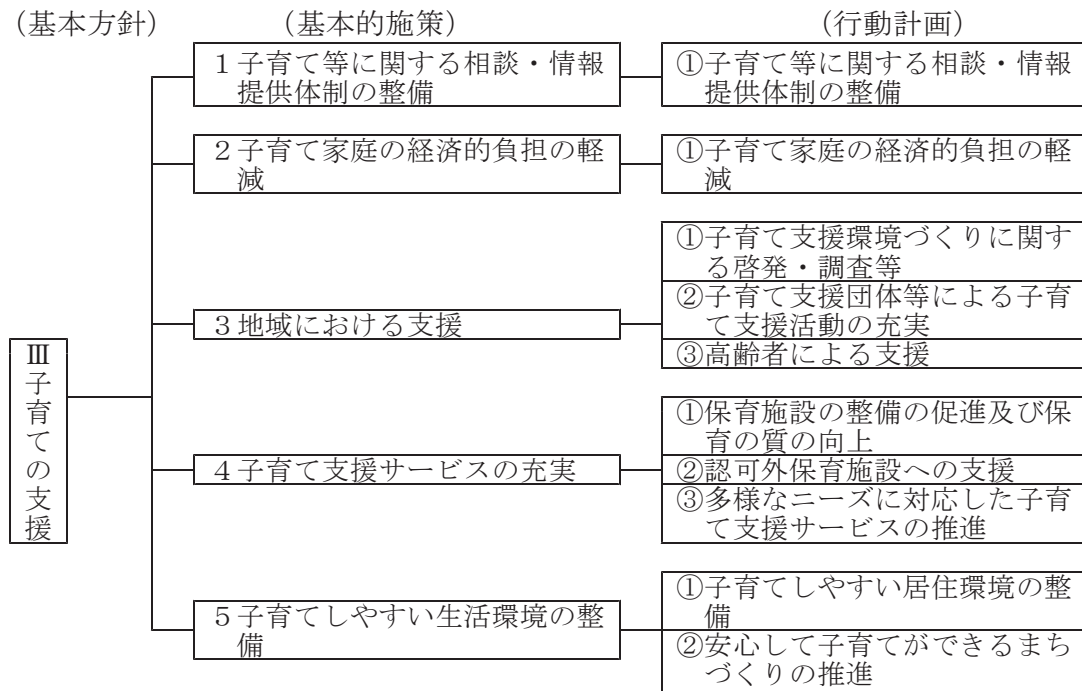 (基本方針)
(基本的施策)
(行動計画)
Ⅲ子育ての支援
1子育て等に関する相談・情報
提供体制の整備
①子育て等に関する相談・情報
提供体制の整備
2子育て家庭の経済的負担の軽
減
①子育て家庭の経済的負担の軽
減
3地域における支援
①子育て支援環境づくりに関す
る啓発・調査等
②子育て支援団体等による子育
て支援活動の充実
③高齢者による支援
4子育て支援サービスの充実
①保育施設の整備の促進及び保
育の質の向上
②認可外保育施設への支援
③多様なニーズに対応した子育
て支援サービスの推進
5子育てしやすい生活環境の整
備
①子育てしやすい居住環境の整
備
②安心して子育てができるまち
づくりの推進